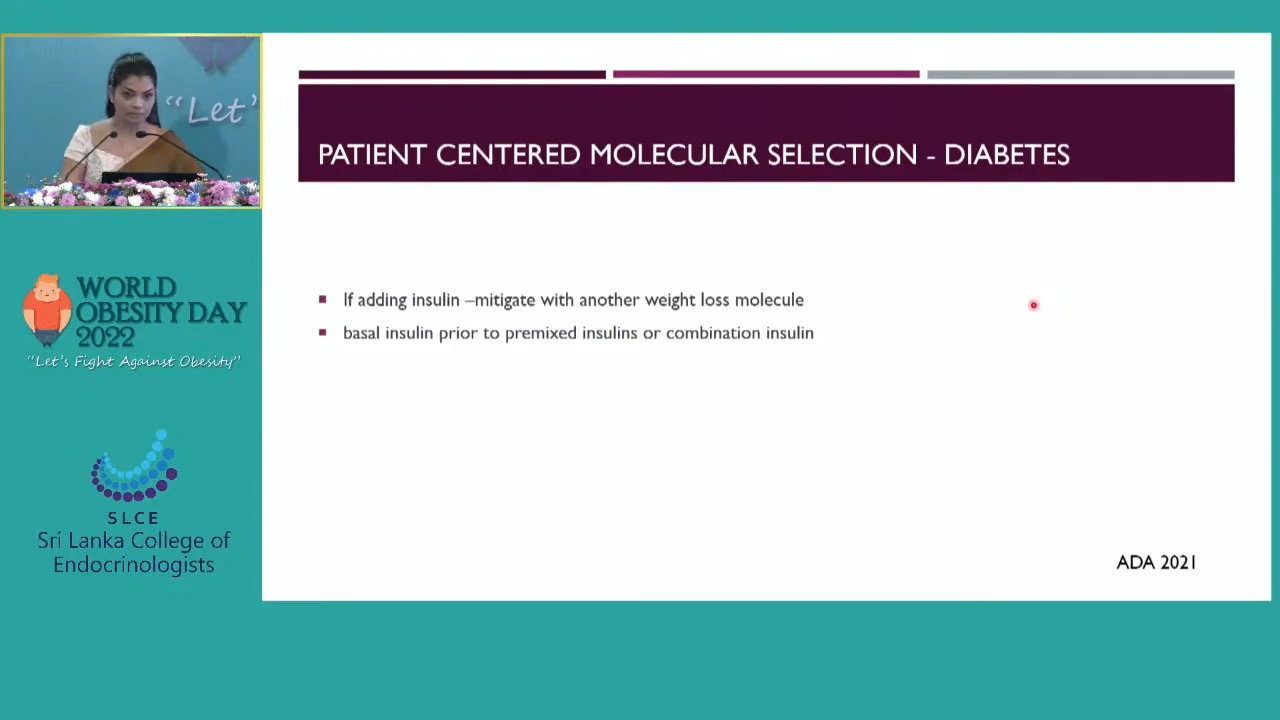 "Let'
PATIENT CENTERED MOLECULAR SELECTION - DIABETES
If adding insulin –mitigate with another weight loss molecule
basal insulin prior to premixed insulins or combination insulin
ADA 2021
WORLD
OBESITY DAY
2022
"Let's Fight Against Obesity"
SLCE
Sri Lanka College of
Endocrinologists